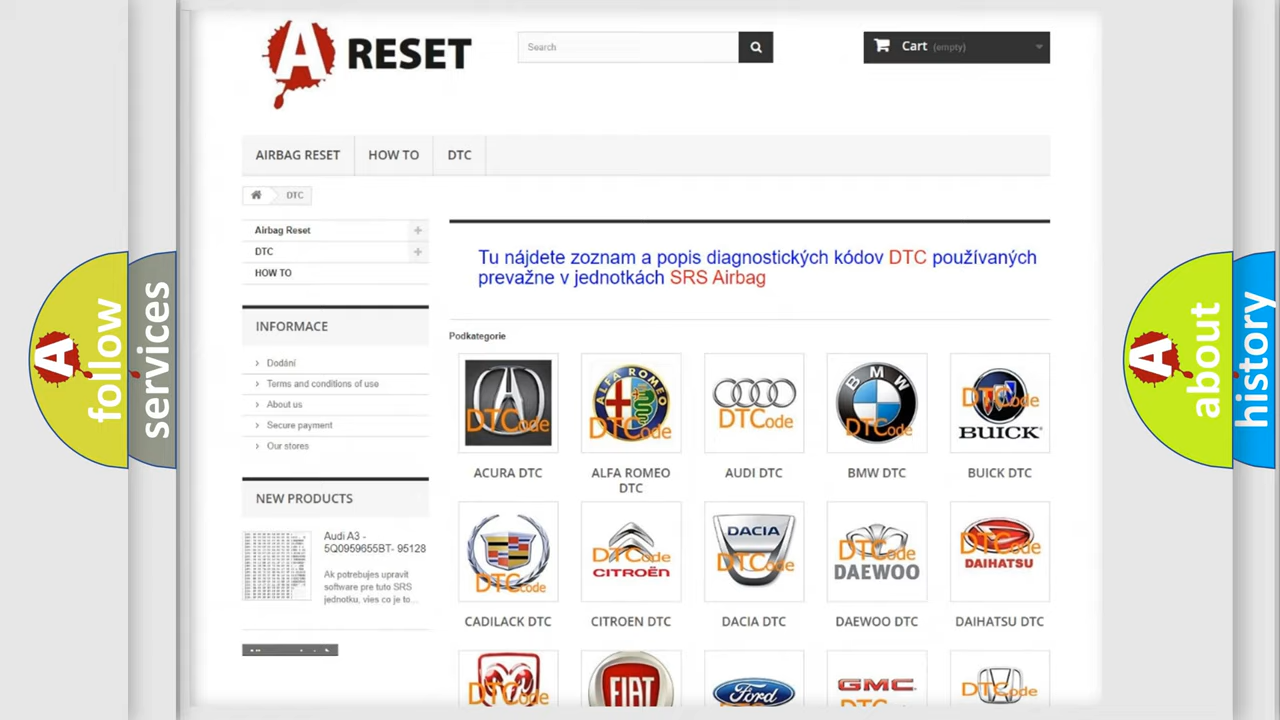 A RESET
Search
Cart (empty)
AIRBAG RESET
HOW TO
DTC
DTC
Airbag Reset
DTC
HOW TO
Tu nájdete zoznam a popis diagnostických kódov DTC používaných
prevažne v jednotkách SRS Airbag
INFORMACE
Dodání
Terms and conditions of use
About us
Secure payment
Our stores
Podkategorie
DTCode
ALFA ROMEO
DTCode
DTCode
BMW
DTCode
DTCode
BUICK
ACURA DTC
ALFA ROMEO
DTC
AUDI DTC
BMW DTC
BUICK DTC
NEW PRODUCTS
Audi A3 -
5Q0959655BT- 95128
Ak potrebujes upravit
software pre tuto SRS
jednotku, vies co je to...
DTCode
DTCode
CITROËN
DACIA
DTCode
DTCode
DAEWOO
DTCode
DAIHATSU
CADILACK DTC
CITROEN DTC
DACIA DTC
DAEWOO DTC
DAIHATSU DTC
DTCode
FIAT
Ford
DTCode
GMC
DTCode
A
follow
services
A
about
history